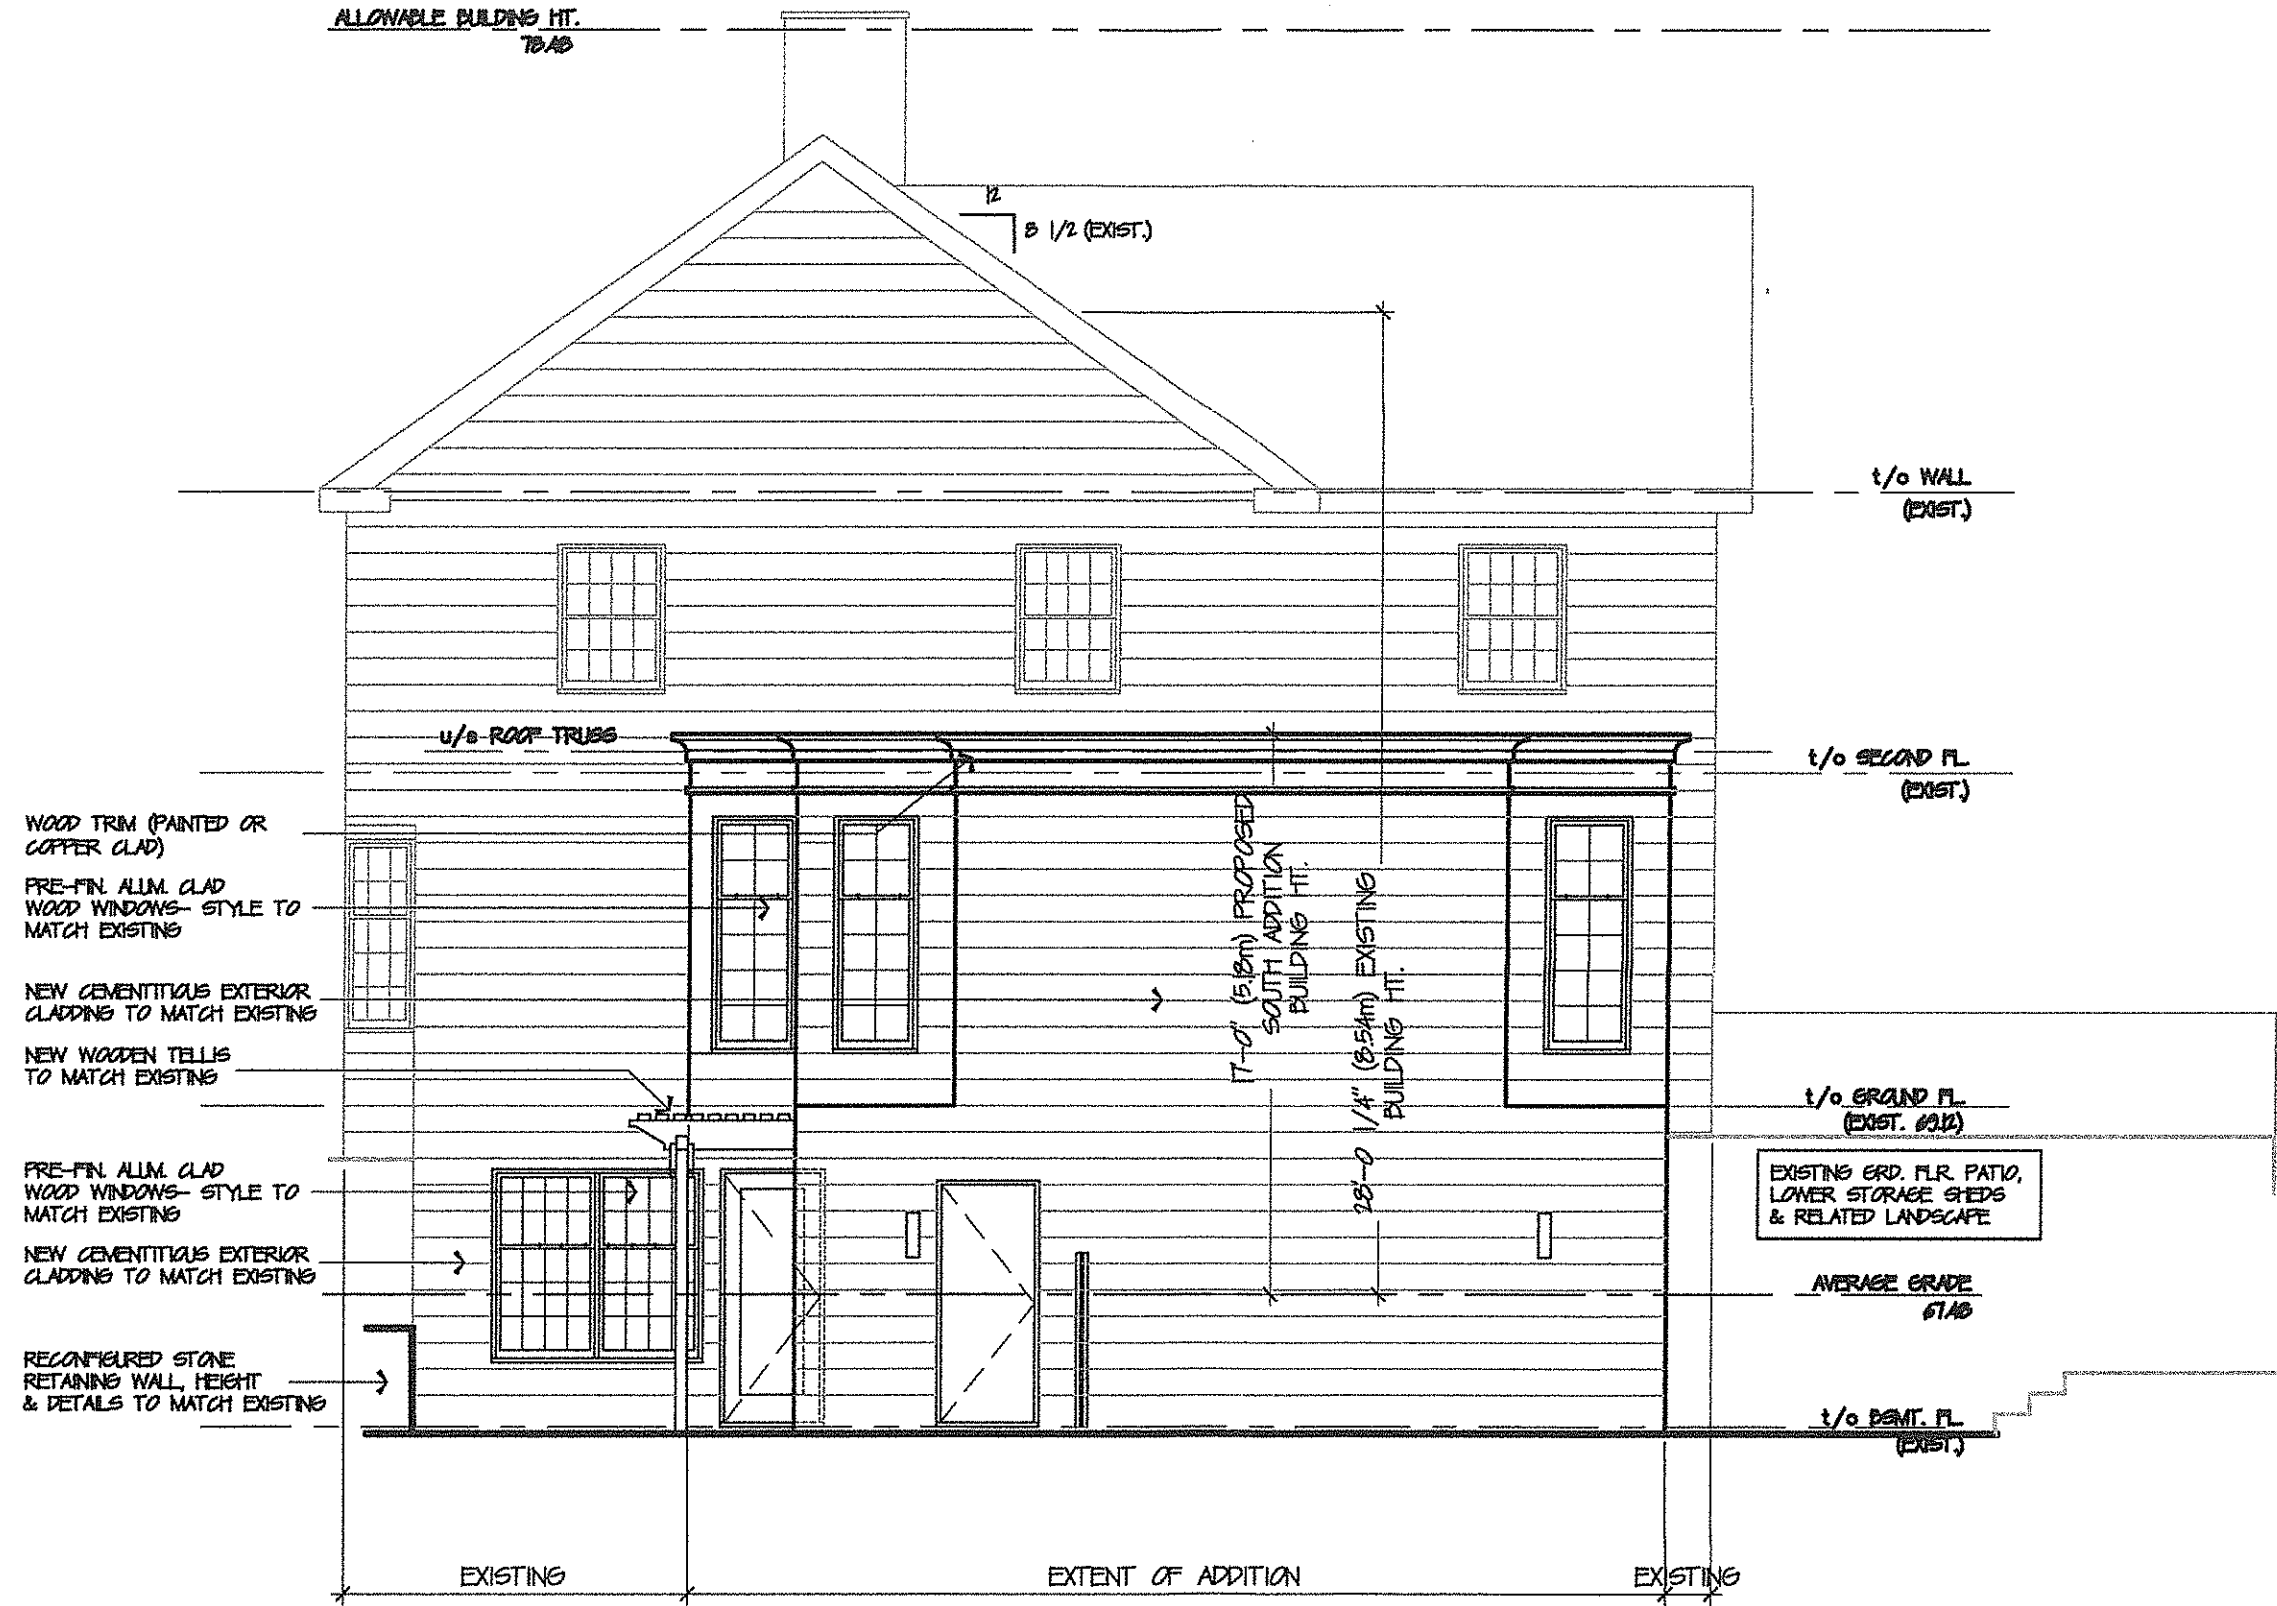 ALLOWABLE BUILDING HT.
78.48
12
8 1/2 (EXIST.)
t/o WALL
(EXIST.)
u/s ROOF TRUSS
t/o SECOND FL.
(EXIST.)
WOOD TRIM (PAINTED OR
COPPER CLAD)
PRE-FIN. ALUM. CLAD
WOOD WINDOWS- STYLE TO
MATCH EXISTING
NEW CEMENTITIOUS EXTERIOR
CLADDING TO MATCH EXISTING
NEW WOODEN TELLIS
TO MATCH EXISTING
17'-0" (5.18m) PROPOSED
SOUTH ADDITION
BUILDING HT.
28'-0 1/4" (8.54m) EXISTING
BUILDING HT.
t/o GROUND FL.
(EXIST. 69.12)
PRE-FIN. ALUM. CLAD
WOOD WINDOWS- STYLE TO
MATCH EXISTING
EXISTING GRD. FLR. PATIO,
LOWER STORAGE SHEDS
& RELATED LANDSCAPE
NEW CEMENTITIOUS EXTERIOR
CLADDING TO MATCH EXISTING
AVERAGE GRADE
67.48
RECONFIGURED STONE
RETAINING WALL, HEIGHT
& DETAILS TO MATCH EXISTING
t/o BSMT. FL.
(EXIST.)
EXISTING
EXTENT OF ADDITION
EXISTING